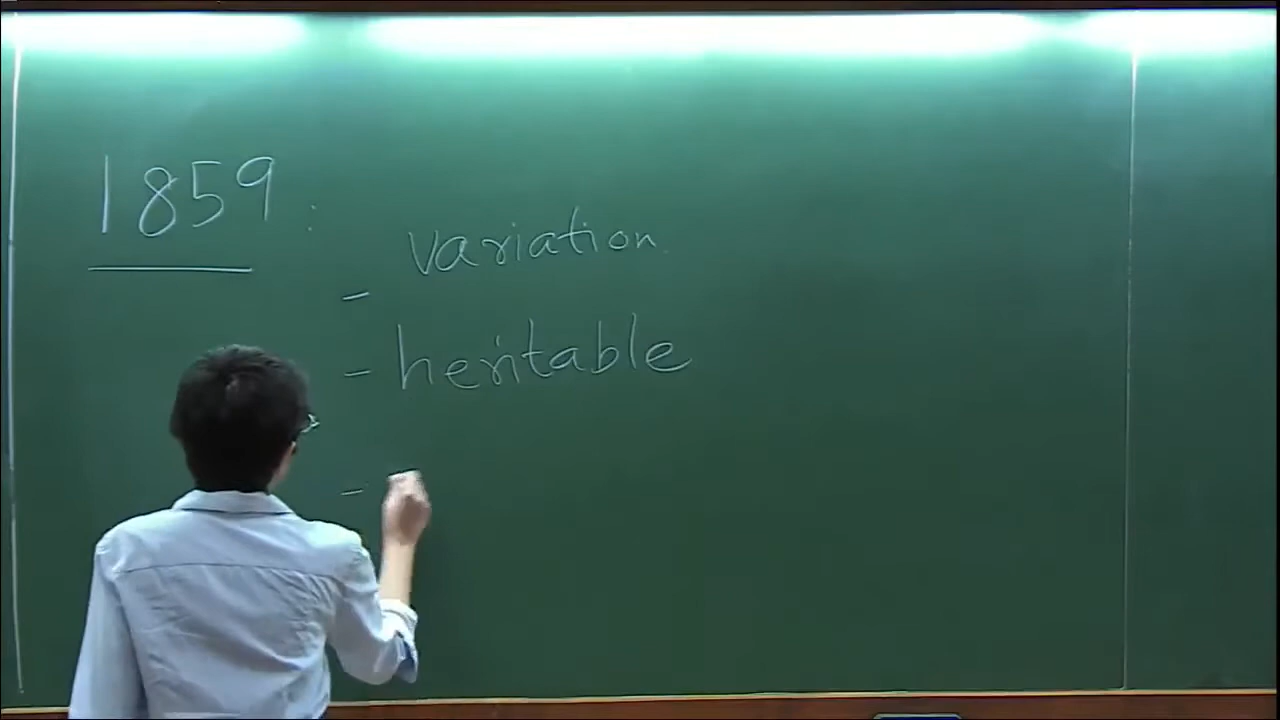 1859:
- variation
- heritable
-